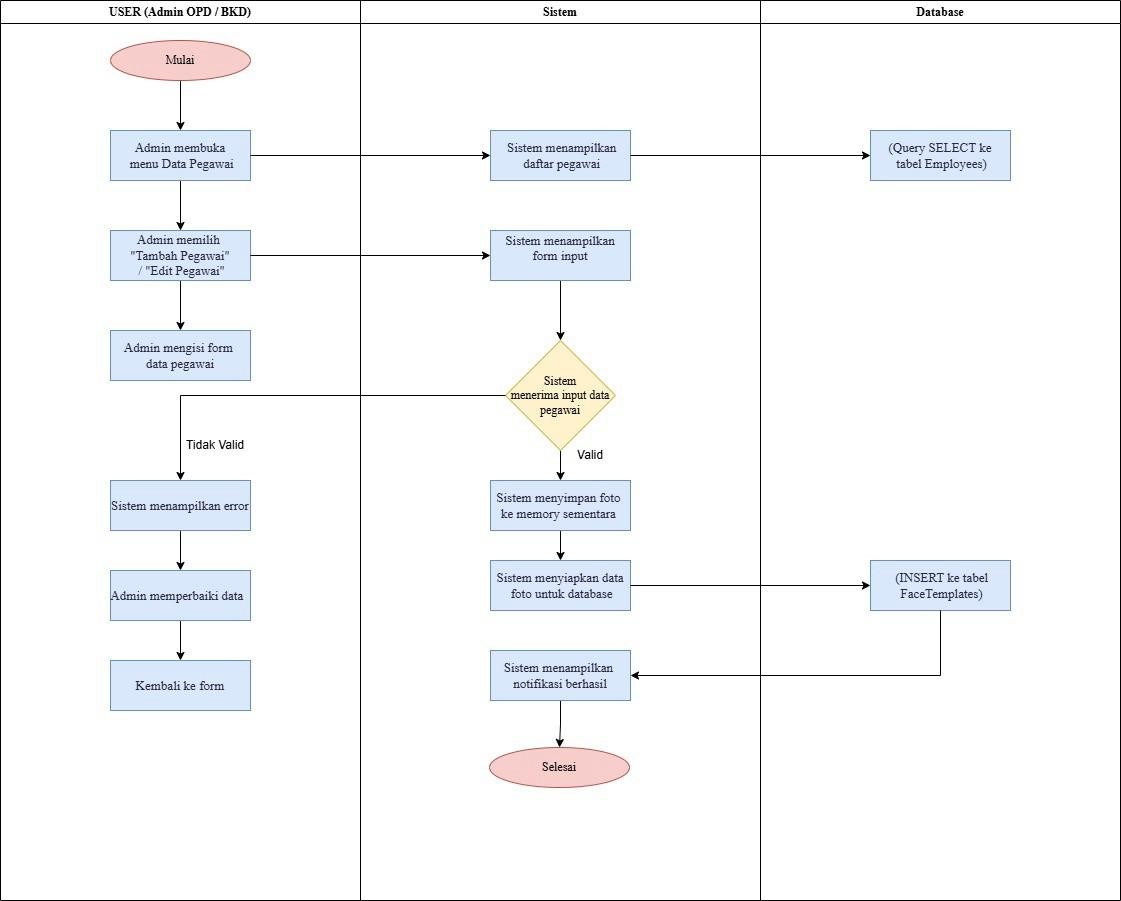 USER (Admin OPD / BKD)
Sistem
Database
Mulai
Admin membuka
menu Data Pegawai
Sistem menampilkan
daftar pegawai
(Query SELECT ke
tabel Employees)
Admin memilih
"Tambah Pegawai"
/ "Edit Pegawai"
Sistem menampilkan
form input
Admin mengisi form
data pegawai
Sistem
menerima input data
pegawai
Tidak Valid
Valid
Sistem menampilkan error
Sistem menyimpan foto
ke memory sementara
Admin memperbaiki data
Sistem menyiapkan data
foto untuk database
(INSERT ke tabel
FaceTemplates)
Kembali ke form
Sistem menampilkan
notifikasi berhasil
Selesai